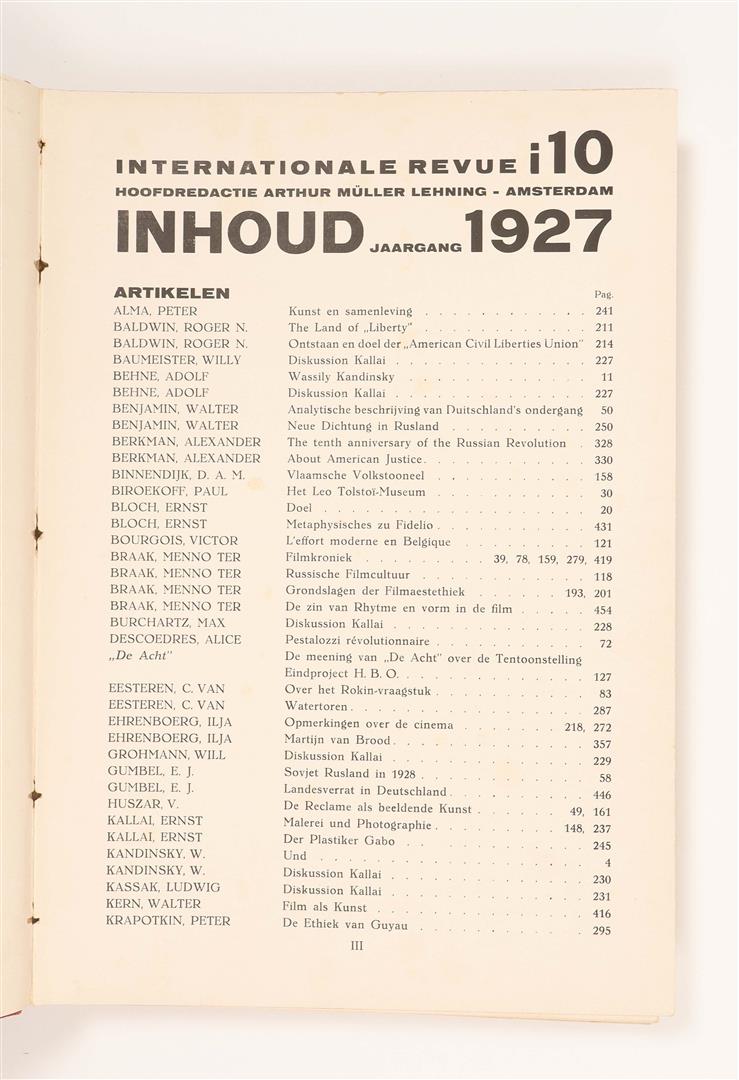 INTERNATIONALE REVUE i10
HOOFDREDACTIE ARTHUR MÜLLER LEHNING - AMSTERDAM
INHOUD JAARGANG 1927
ARTIKELEN Pag.
ALMA, PETER Kunst en samenleving . . . . . . . . . . . . 241
BALDWIN, ROGER N. The Land of „Liberty" . . . . . . . . . . . . 211
BALDWIN, ROGER N. Ontstaan en doel der „American Civil Liberties Union" 214
BAUMEISTER, WILLY Diskussion Kallai . . . . . . . . . . . . . . 227
BEHNE, ADOLF Wassily Kandinsky . . . . . . . . . . . . . 11
BEHNE, ADOLF Diskussion Kallai . . . . . . . . . . . . . . 227
BENJAMIN, WALTER Analytische beschrijving van Duitschland's ondergang 50
BENJAMIN, WALTER Neue Dichtung in Rusland . . . . . . . . . . 250
BERKMAN, ALEXANDER The tenth anniversary of the Russian Revolution . 328
BERKMAN, ALEXANDER About American Justice . . . . . . . . . . . . 330
BINNENDIJK, D. A. M. Vlaamsche Volkstooneel . . . . . . . . . . . 158
BIROEKOFF, PAUL Het Leo Tolstoï-Museum . . . . . . . . . . . 30
BLOCH, ERNST Doel . . . . . . . . . . . . . . . . . . . 20
BLOCH, ERNST Metaphysisches zu Fidelio . . . . . . . . . . . 431
BOURGOIS, VICTOR L'effort moderne en Belgique . . . . . . . . . 121
BRAAK, MENNO TER Filmkroniek . . . . . . . . . 39, 78, 159, 279, 419
BRAAK, MENNO TER Russische Filmcultuur . . . . . . . . . . . . 118
BRAAK, MENNO TER Grondslagen der Filmaestethiek . . . . . . 193, 201
BRAAK, MENNO TER De zin van Rhytme en vorm in de film . . . . . 454
BURCHARTZ, MAX Diskussion Kallai . . . . . . . . . . . . . . 228
DESCOEDRES, ALICE Pestalozzi révolutionnaire . . . . . . . . . . . 72
„De Acht" De meening van „De Acht" over de Tentoonstelling
Eindproject H. B. O. . . . . . . . . . . . . . 127
EESTEREN, C. VAN Over het Rokin-vraagstuk . . . . . . . . . . . 83
EESTEREN, C. VAN Watertoren . . . . . . . . . . . . . . . . . 287
EHRENBOERG, ILJA Opmerkingen over de cinema . . . . . . . 218, 272
EHRENBOERG, ILJA Martijn van Brood . . . . . . . . . . . . . . 357
GROHMANN, WILL Diskussion Kallai . . . . . . . . . . . . . . 229
GUMBEL, E. J. Sovjet Rusland in 1928 . . . . . . . . . . . . 58
GUMBEL, E. J. Landesverrat in Deutschland . . . . . . . . . . 446
HUSZAR, V. De Reclame als beeldende Kunst . . . . . . 49, 161
KALLAI, ERNST Malerei und Photographie . . . . . . . . . 148, 237
KALLAI, ERNST Der Plastiker Gabo . . . . . . . . . . . . . 245
KANDINSKY, W. Und . . . . . . . . . . . . . . . . . . . 4
KANDINSKY, W. Diskussion Kallai . . . . . . . . . . . . . . 230
KASSAK, LUDWIG Diskussion Kallai . . . . . . . . . . . . . . 231
KERN, WALTER Film als Kunst . . . . . . . . . . . . . . . 416
KRAPOTKIN, PETER De Ethiek van Guyau . . . . . . . . . . . . 295
III